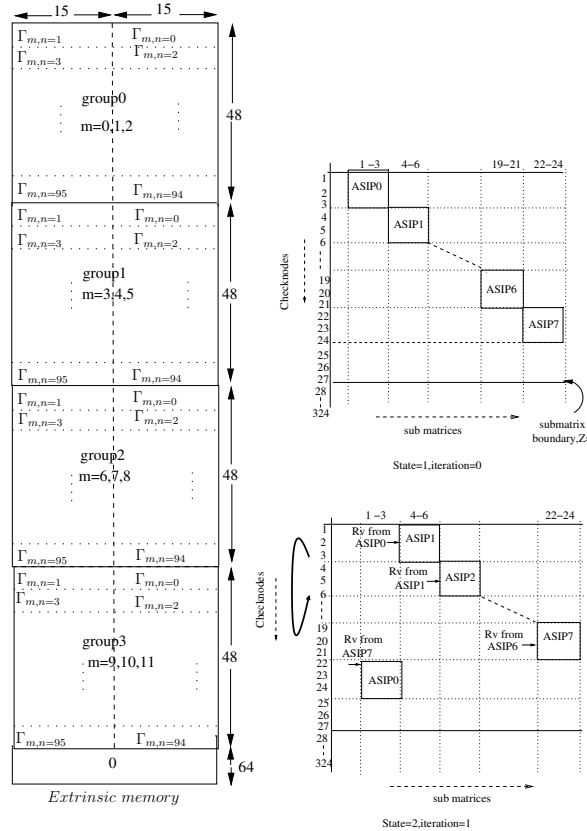 15 15
Γm,n=1 Γm,n=0
Γm,n=3 Γm,n=2
group0
m=0,1,2
48
Γm,n=95 Γm,n=94
Γm,n=1 Γm,n=0
Γm,n=3 Γm,n=2
group1
m=3,4,5
48
Γm,n=95 Γm,n=94
Γm,n=1 Γm,n=0
Γm,n=3 Γm,n=2
group2
m=6,7,8
48
Γm,n=95 Γm,n=94
Γm,n=1 Γm,n=0
Γm,n=3 Γm,n=2
group3
m=9,10,11
48
Γm,n=95 Γm,n=94
0
64
Extrinsic memory
1 −3 4−6 19−21 22−24
1
2
3
4
5
6
19
20
21
22
23
24
25
26
27
28
324
ASIP0
ASIP1
ASIP6
ASIP7
Checknodes
sub matrices
submatrix
boundary,Z=
State=1,iteration=0
1 −3 4−6 22−24
1
2
3
4
5
6
19
20
21
22
23
24
25
26
27
28
324
Rv from
ASIP0
ASIP1
Rv from
ASIP1
ASIP2
Rv from
ASIP6
ASIP7
Rv from
ASIP7
ASIP0
Checknodes
sub matrices
State=2,iteration=1